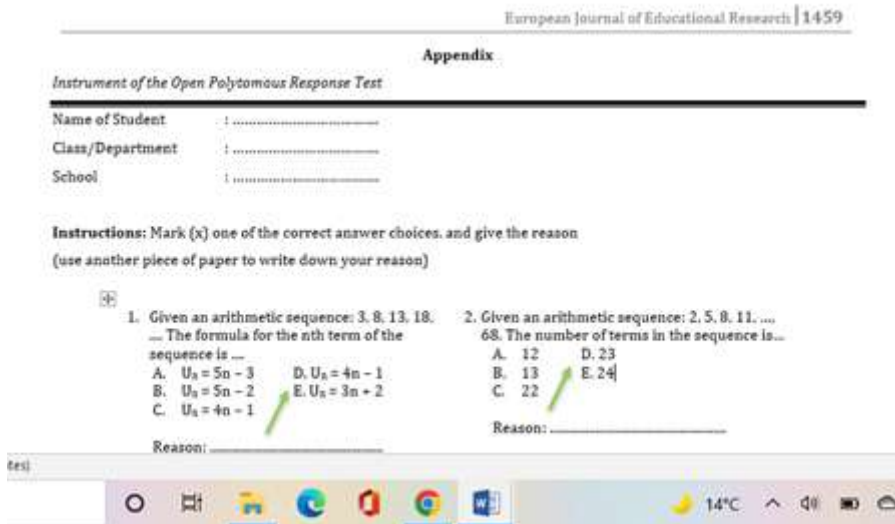 European Journal of Educational Research | 1459
Appendix
Instrument of the Open Polytomous Response Test
Name of Student : ....................................
Class/Department : ....................................
School : ....................................
Instructions: Mark (x) one of the correct answer choices. and give the reason
(use another piece of paper to write down your reason)
1. Given an arithmetic sequence: 3, 8, 13, 18,
... The formula for the nth term of the
sequence is ...
A. Uₙ = 5n – 3 D. Uₙ = 4n – 1
B. Uₙ = 5n – 2 E. Uₙ = 3n + 2
C. Uₙ = 4n – 1
Reason: ....................................
2. Given an arithmetic sequence: 2, 5, 8, 11, ...,
68. The number of terms in the sequence is...
A. 12 D. 23
B. 13 E. 24
C. 22
Reason: ....................................
14°C